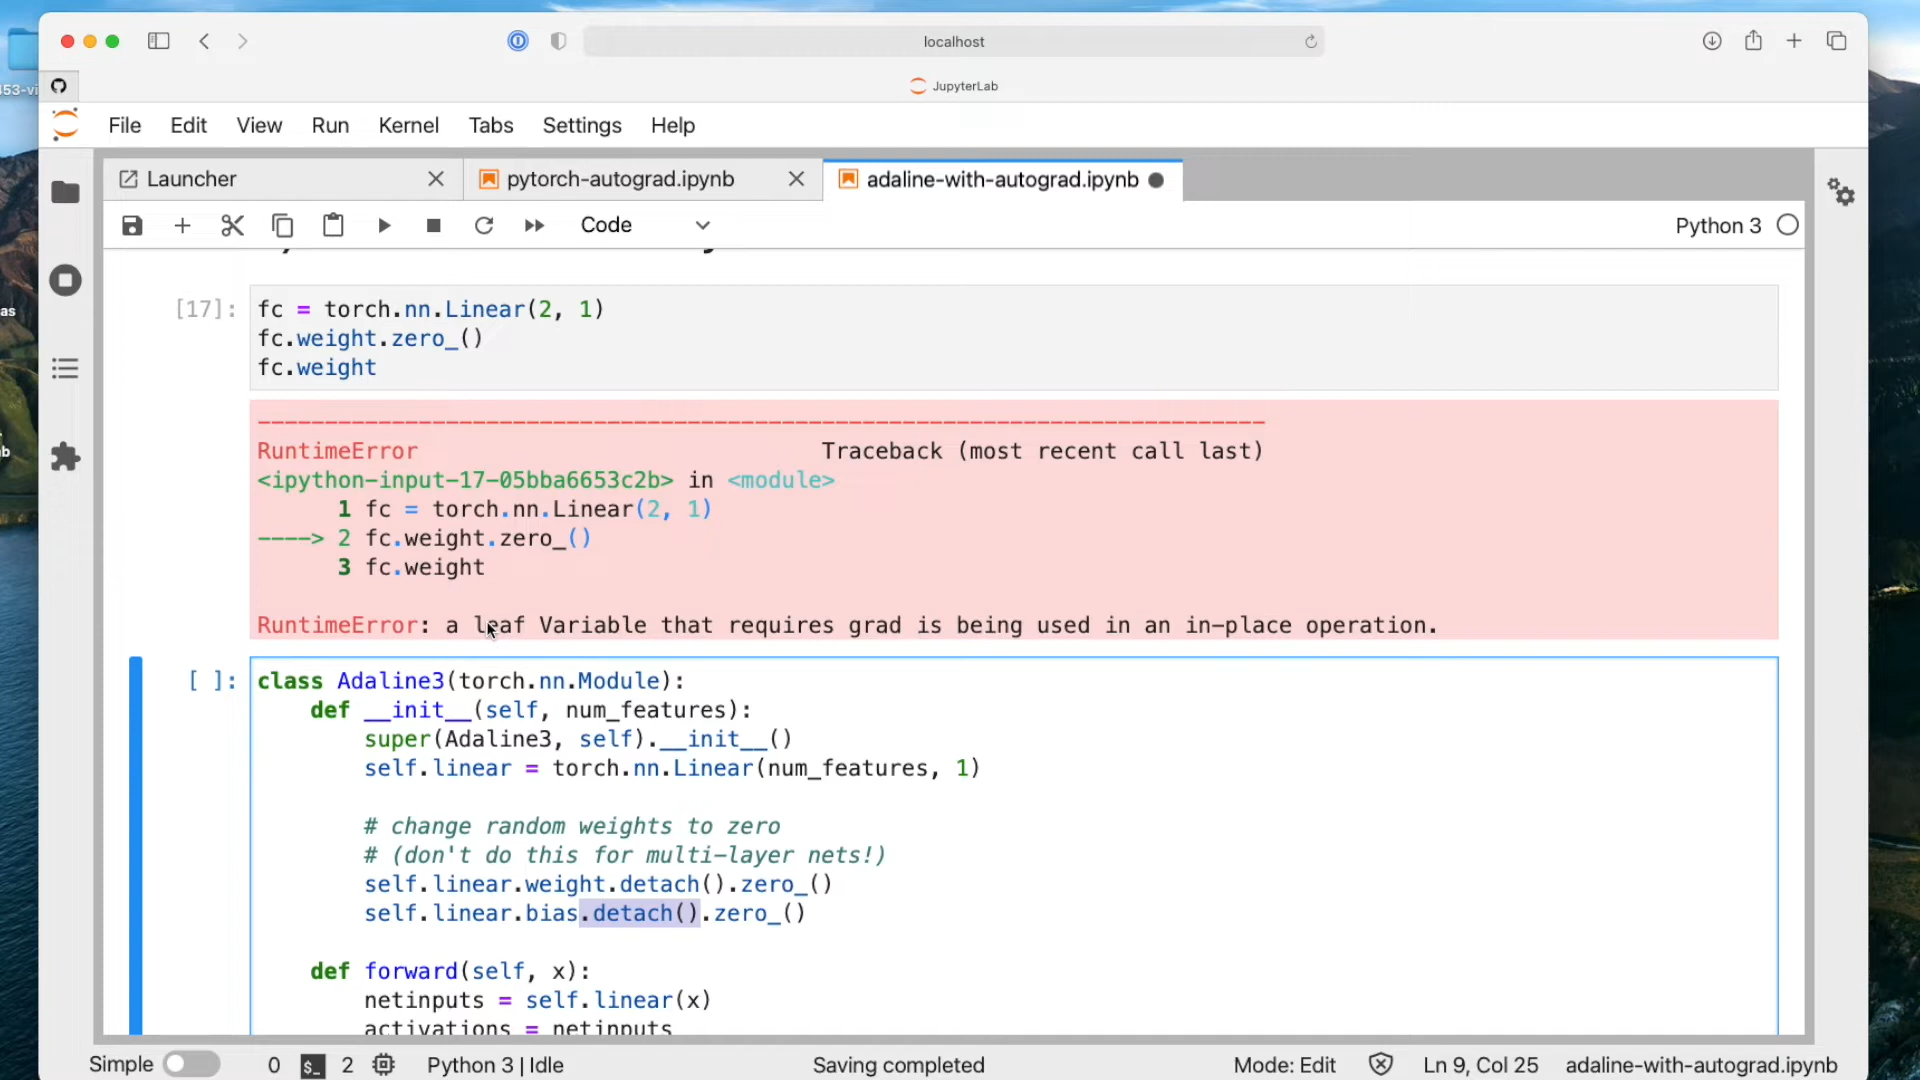 localhost
453-vi
JupyterLab
File Edit View Run Kernel Tabs Settings Help
Launcher
pytorch-autograd.ipynb
adaline-with-autograd.ipynb
Code
Python 3
as
[17]: fc = torch.nn.Linear(2, 1)
fc.weight.zero_()
fc.weight
---------------------------------------------------------------------------
RuntimeError Traceback (most recent call last)
<ipython-input-17-05bba6653c2b> in <module>
1 fc = torch.nn.Linear(2, 1)
----> 2 fc.weight.zero_()
3 fc.weight
RuntimeError: a leaf Variable that requires grad is being used in an in-place operation.
[ ]: class Adaline3(torch.nn.Module):
def __init__(self, num_features):
super(Adaline3, self).__init__()
self.linear = torch.nn.Linear(num_features, 1)
# change random weights to zero
# (don't do this for multi-layer nets!)
self.linear.weight.detach().zero_()
self.linear.bias.detach().zero_()
def forward(self, x):
netinputs = self.linear(x)
activations = netinputs
Simple 0 $_ 2 Python 3 | Idle Saving completed Mode: Edit Ln 9, Col 25 adaline-with-autograd.ipynb